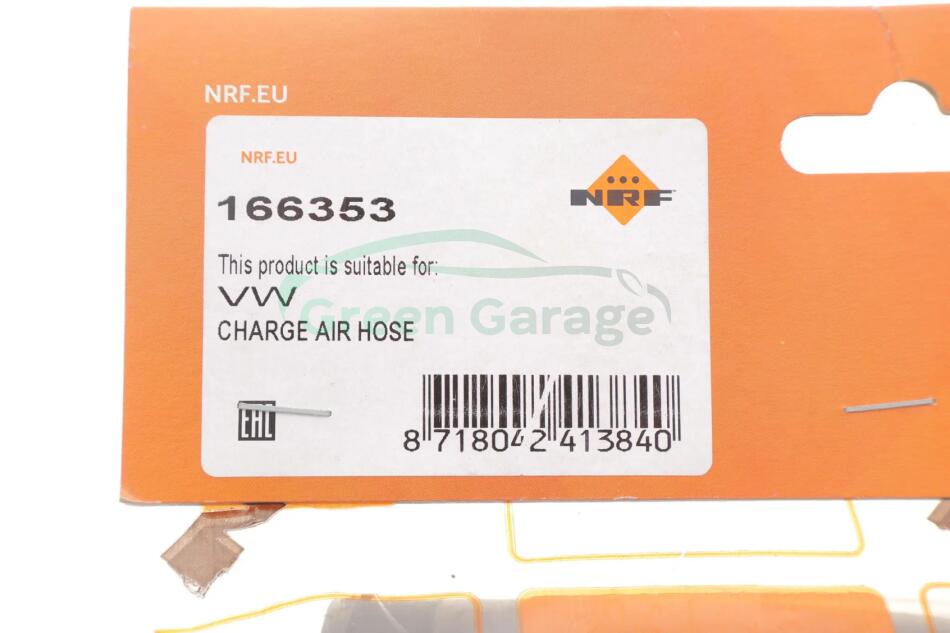 NRF.EU
NRF.EU
NRF
166353
This product is suitable for:
VW
Green Garage
CHARGE AIR HOSE
EAC
8 718042 413840